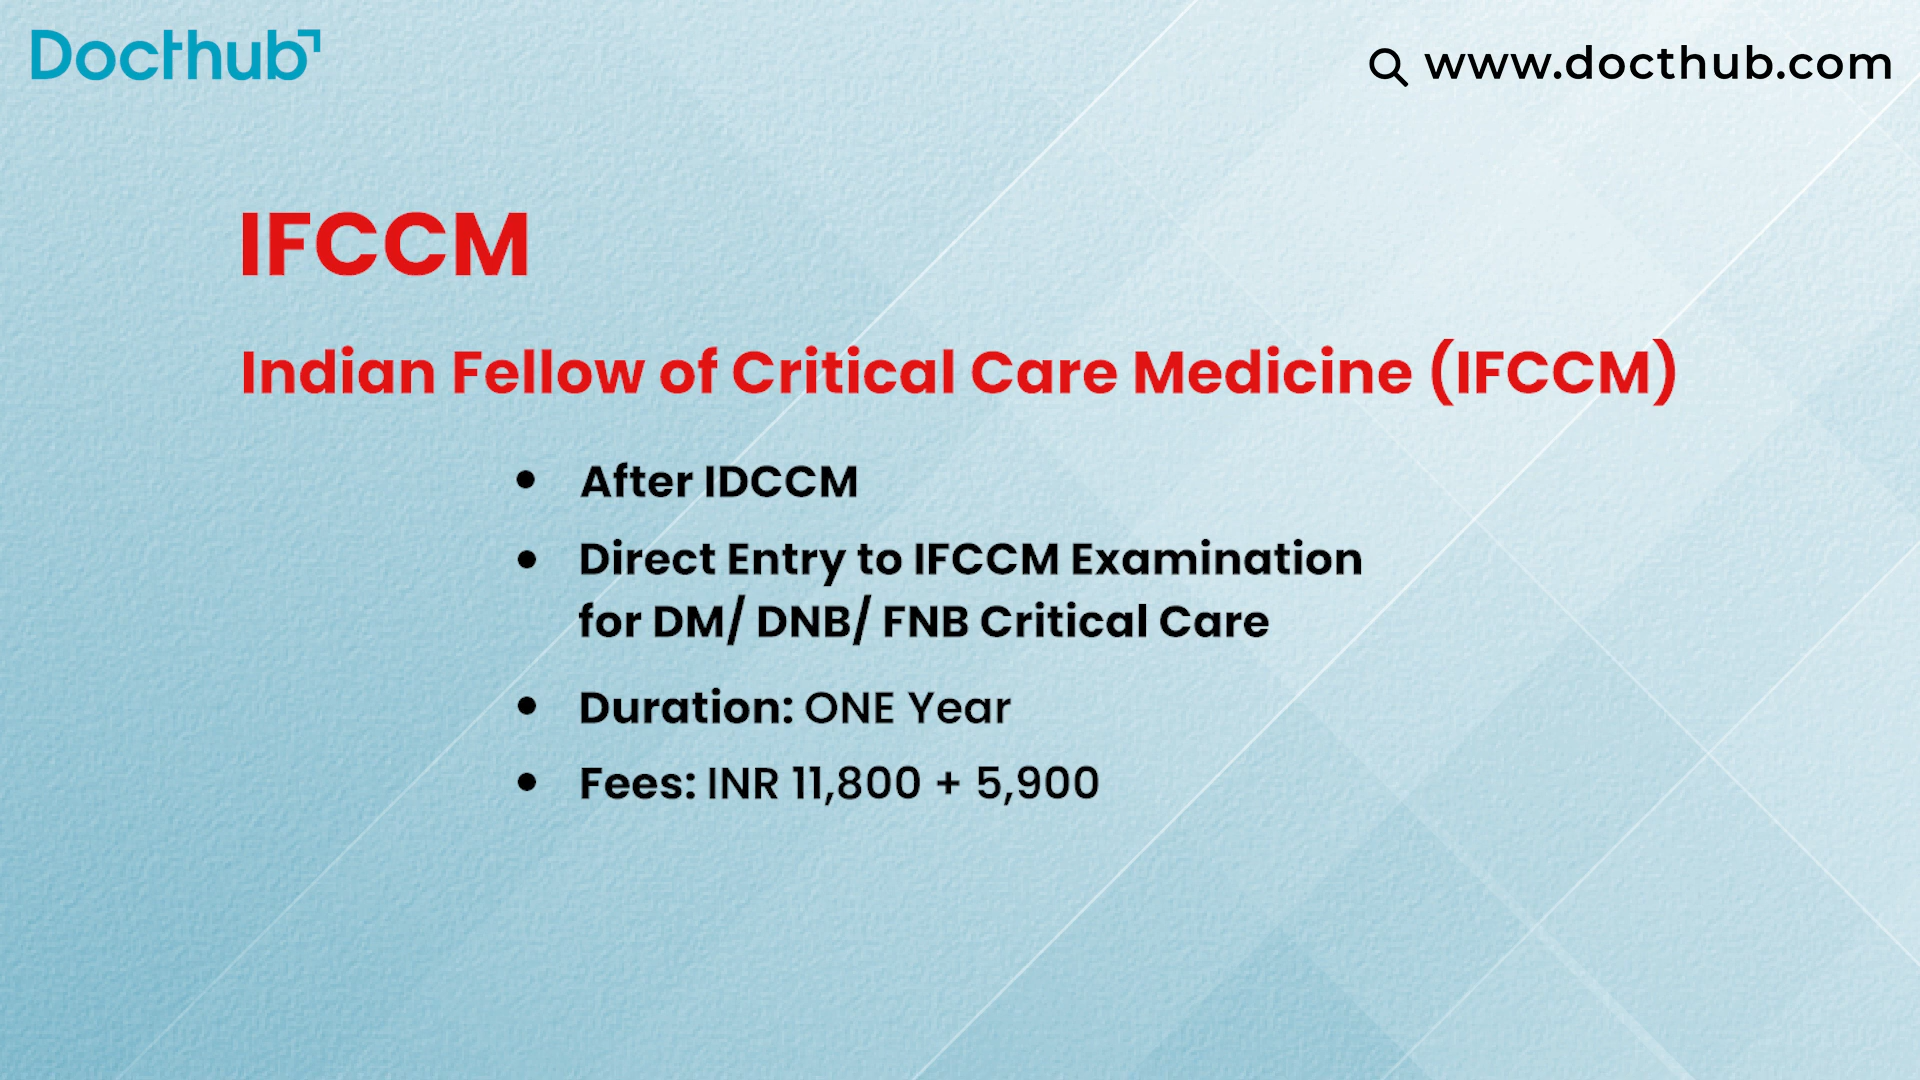 Docthub
www.docthub.com
IFCCM
Indian Fellow of Critical Care Medicine (IFCCM)
• After IDCCM
• Direct Entry to IFCCM Examination
for DM/ DNB/ FNB Critical Care
• Duration: ONE Year
• Fees: INR 11,800 + 5,900